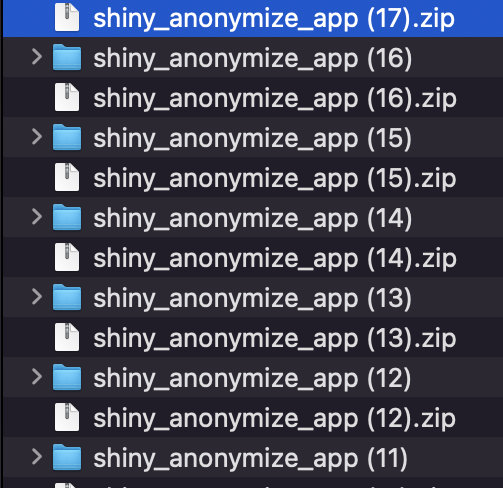 shiny_anonymize_app (17).zip
shiny_anonymize_app (16)
shiny_anonymize_app (16).zip
shiny_anonymize_app (15)
shiny_anonymize_app (15).zip
shiny_anonymize_app (14)
shiny_anonymize_app (14).zip
shiny_anonymize_app (13)
shiny_anonymize_app (13).zip
shiny_anonymize_app (12)
shiny_anonymize_app (12).zip
shiny_anonymize_app (11)